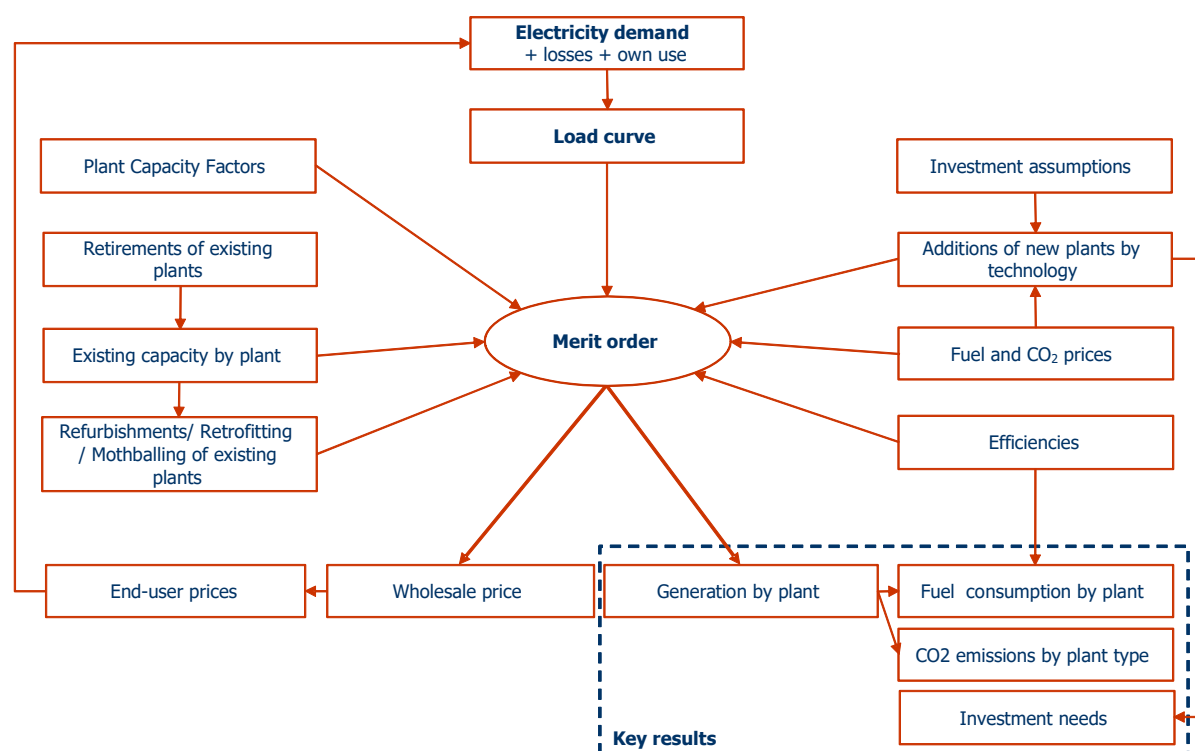 Electricity demand
+ losses + own use
Load curve
Plant Capacity Factors
Investment assumptions
Retirements of existing
plants
Additions of new plants by
technology
Merit order
Existing capacity by plant
Fuel and CO₂ prices
Refurbishments/ Retrofitting
/ Mothballing of existing
plants
Efficiencies
End-user prices
Wholesale price
Generation by plant
Fuel  consumption by plant
CO2 emissions by plant type
Investment needs
Key results